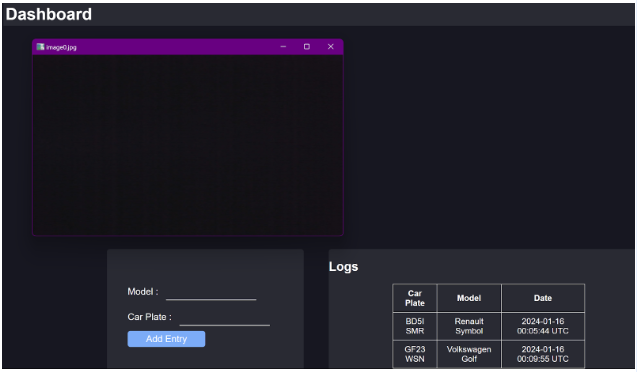 Dashboard
image0.jpg
Model :
Car Plate :
Add Entry
Logs
Car Plate Model Date
BD5I SMR Renault Symbol 2024-01-16 00:05:44 UTC
GF23 WSN Volkswagen Golf 2024-01-16 00:09:55 UTC